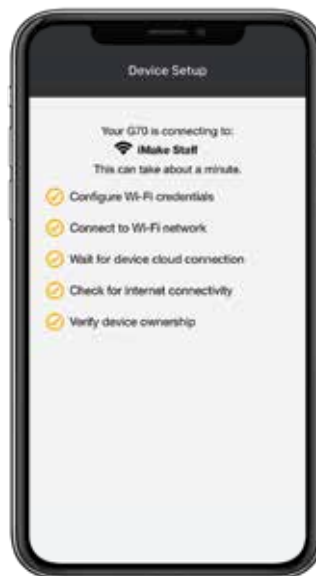 Device Setup
Your G70 is connecting to:
iMake Staff
This can take about a minute.
Configure Wi-Fi credentials
Connect to Wi-Fi network
Wait for device cloud connection
Check for Internet connectivity
Verify device ownership